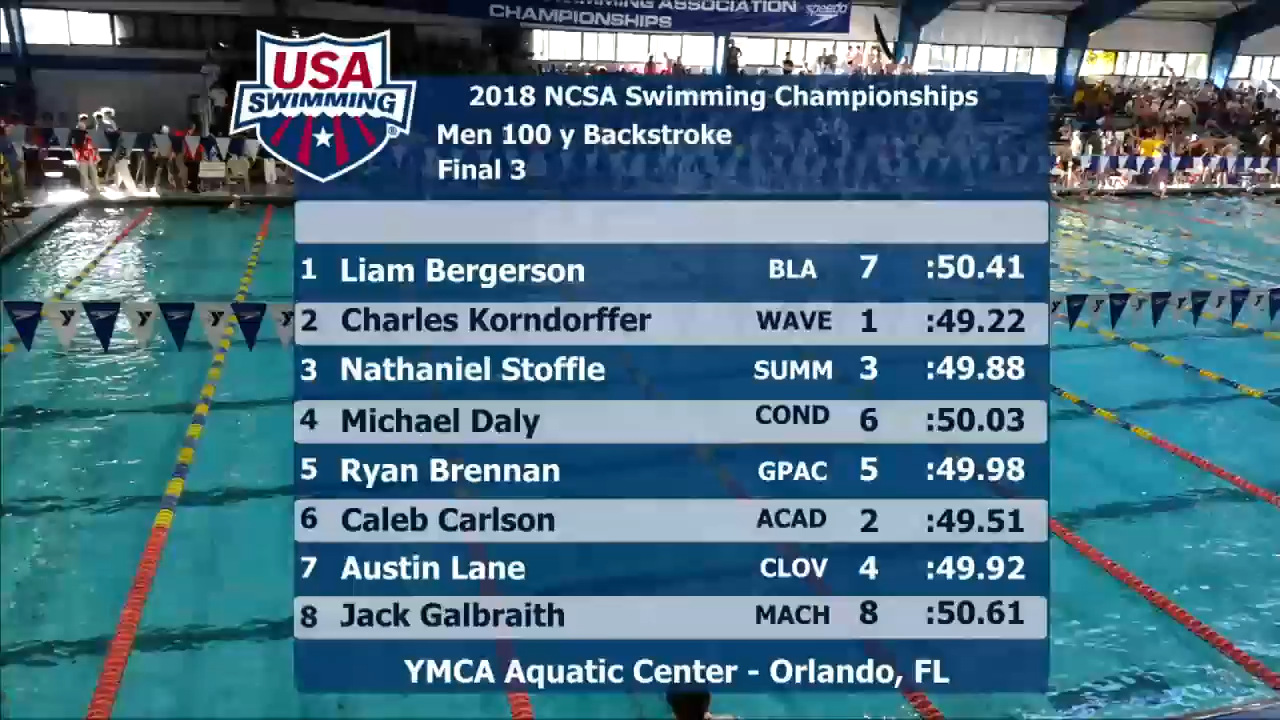 SWIMMING ASSOCIATION speedo
CHAMPIONSHIPS
USA
SWIMMING
®
2018 NCSA Swimming Championships
Men 100 y Backstroke
Final 3
1 Liam Bergerson BLA 7 :50.41
2 Charles Korndorffer WAVE 1 :49.22
3 Nathaniel Stoffle SUMM 3 :49.88
4 Michael Daly COND 6 :50.03
5 Ryan Brennan GPAC 5 :49.98
6 Caleb Carlson ACAD 2 :49.51
7 Austin Lane CLOV 4 :49.92
8 Jack Galbraith MACH 8 :50.61
YMCA Aquatic Center - Orlando, FL